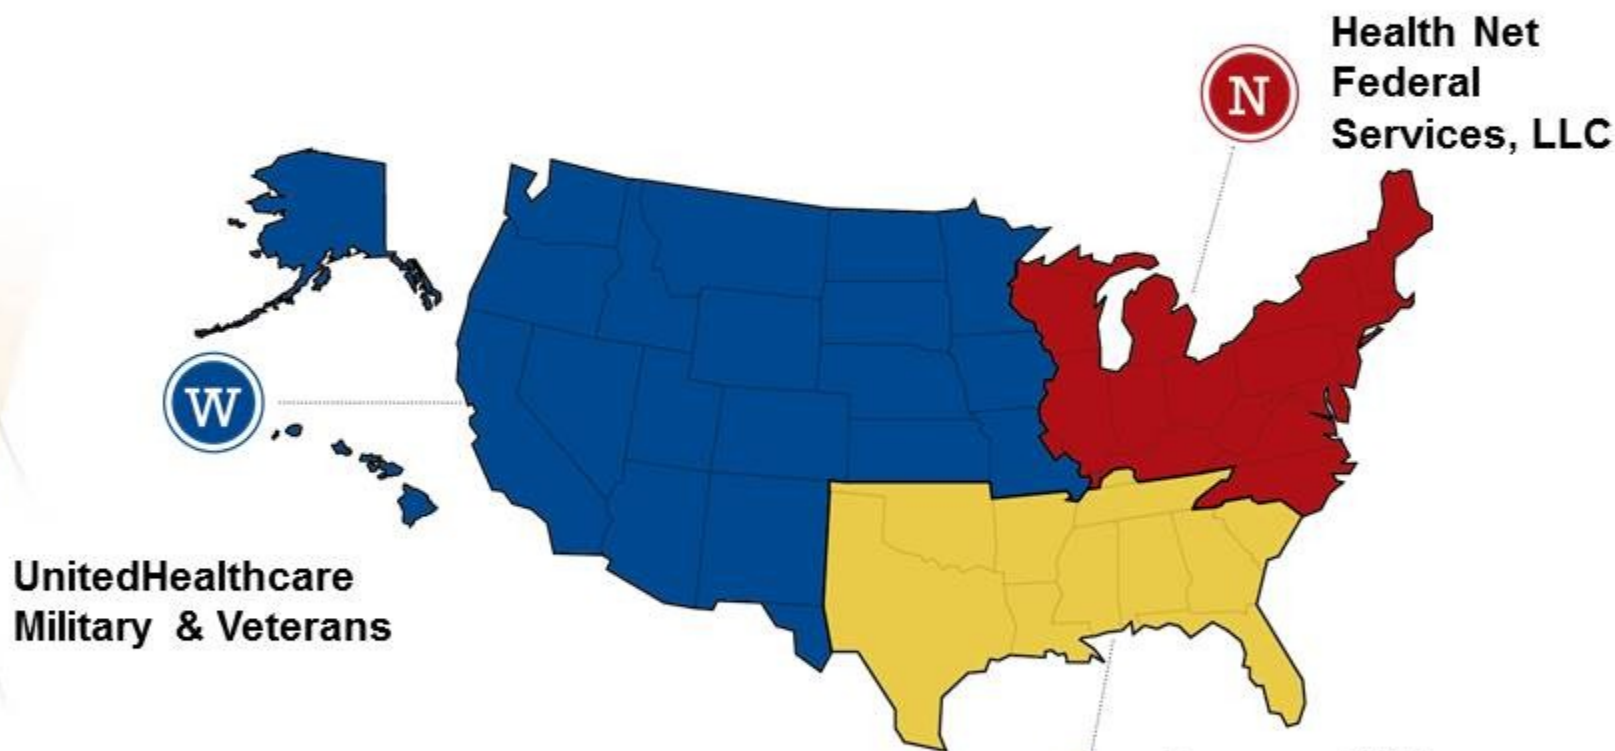 Health Net
Federal
Services, LLC
N
W
UnitedHealthcare
Military & Veterans